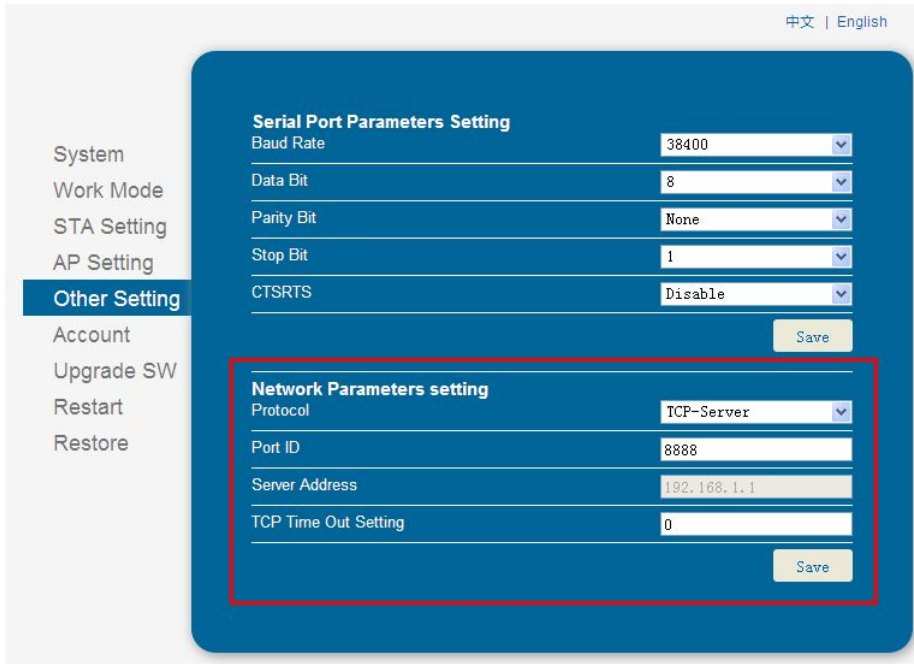 中文 | English
System
Work Mode
STA Setting
AP Setting
Other Setting
Account
Upgrade SW
Restart
Restore
Serial Port Parameters Setting
Baud Rate 38400
Data Bit 8
Parity Bit None
Stop Bit 1
CTSRTS Disable
Save
Network Parameters setting
Protocol TCP-Server
Port ID 8888
Server Address 192.168.1.1
TCP Time Out Setting 0
Save